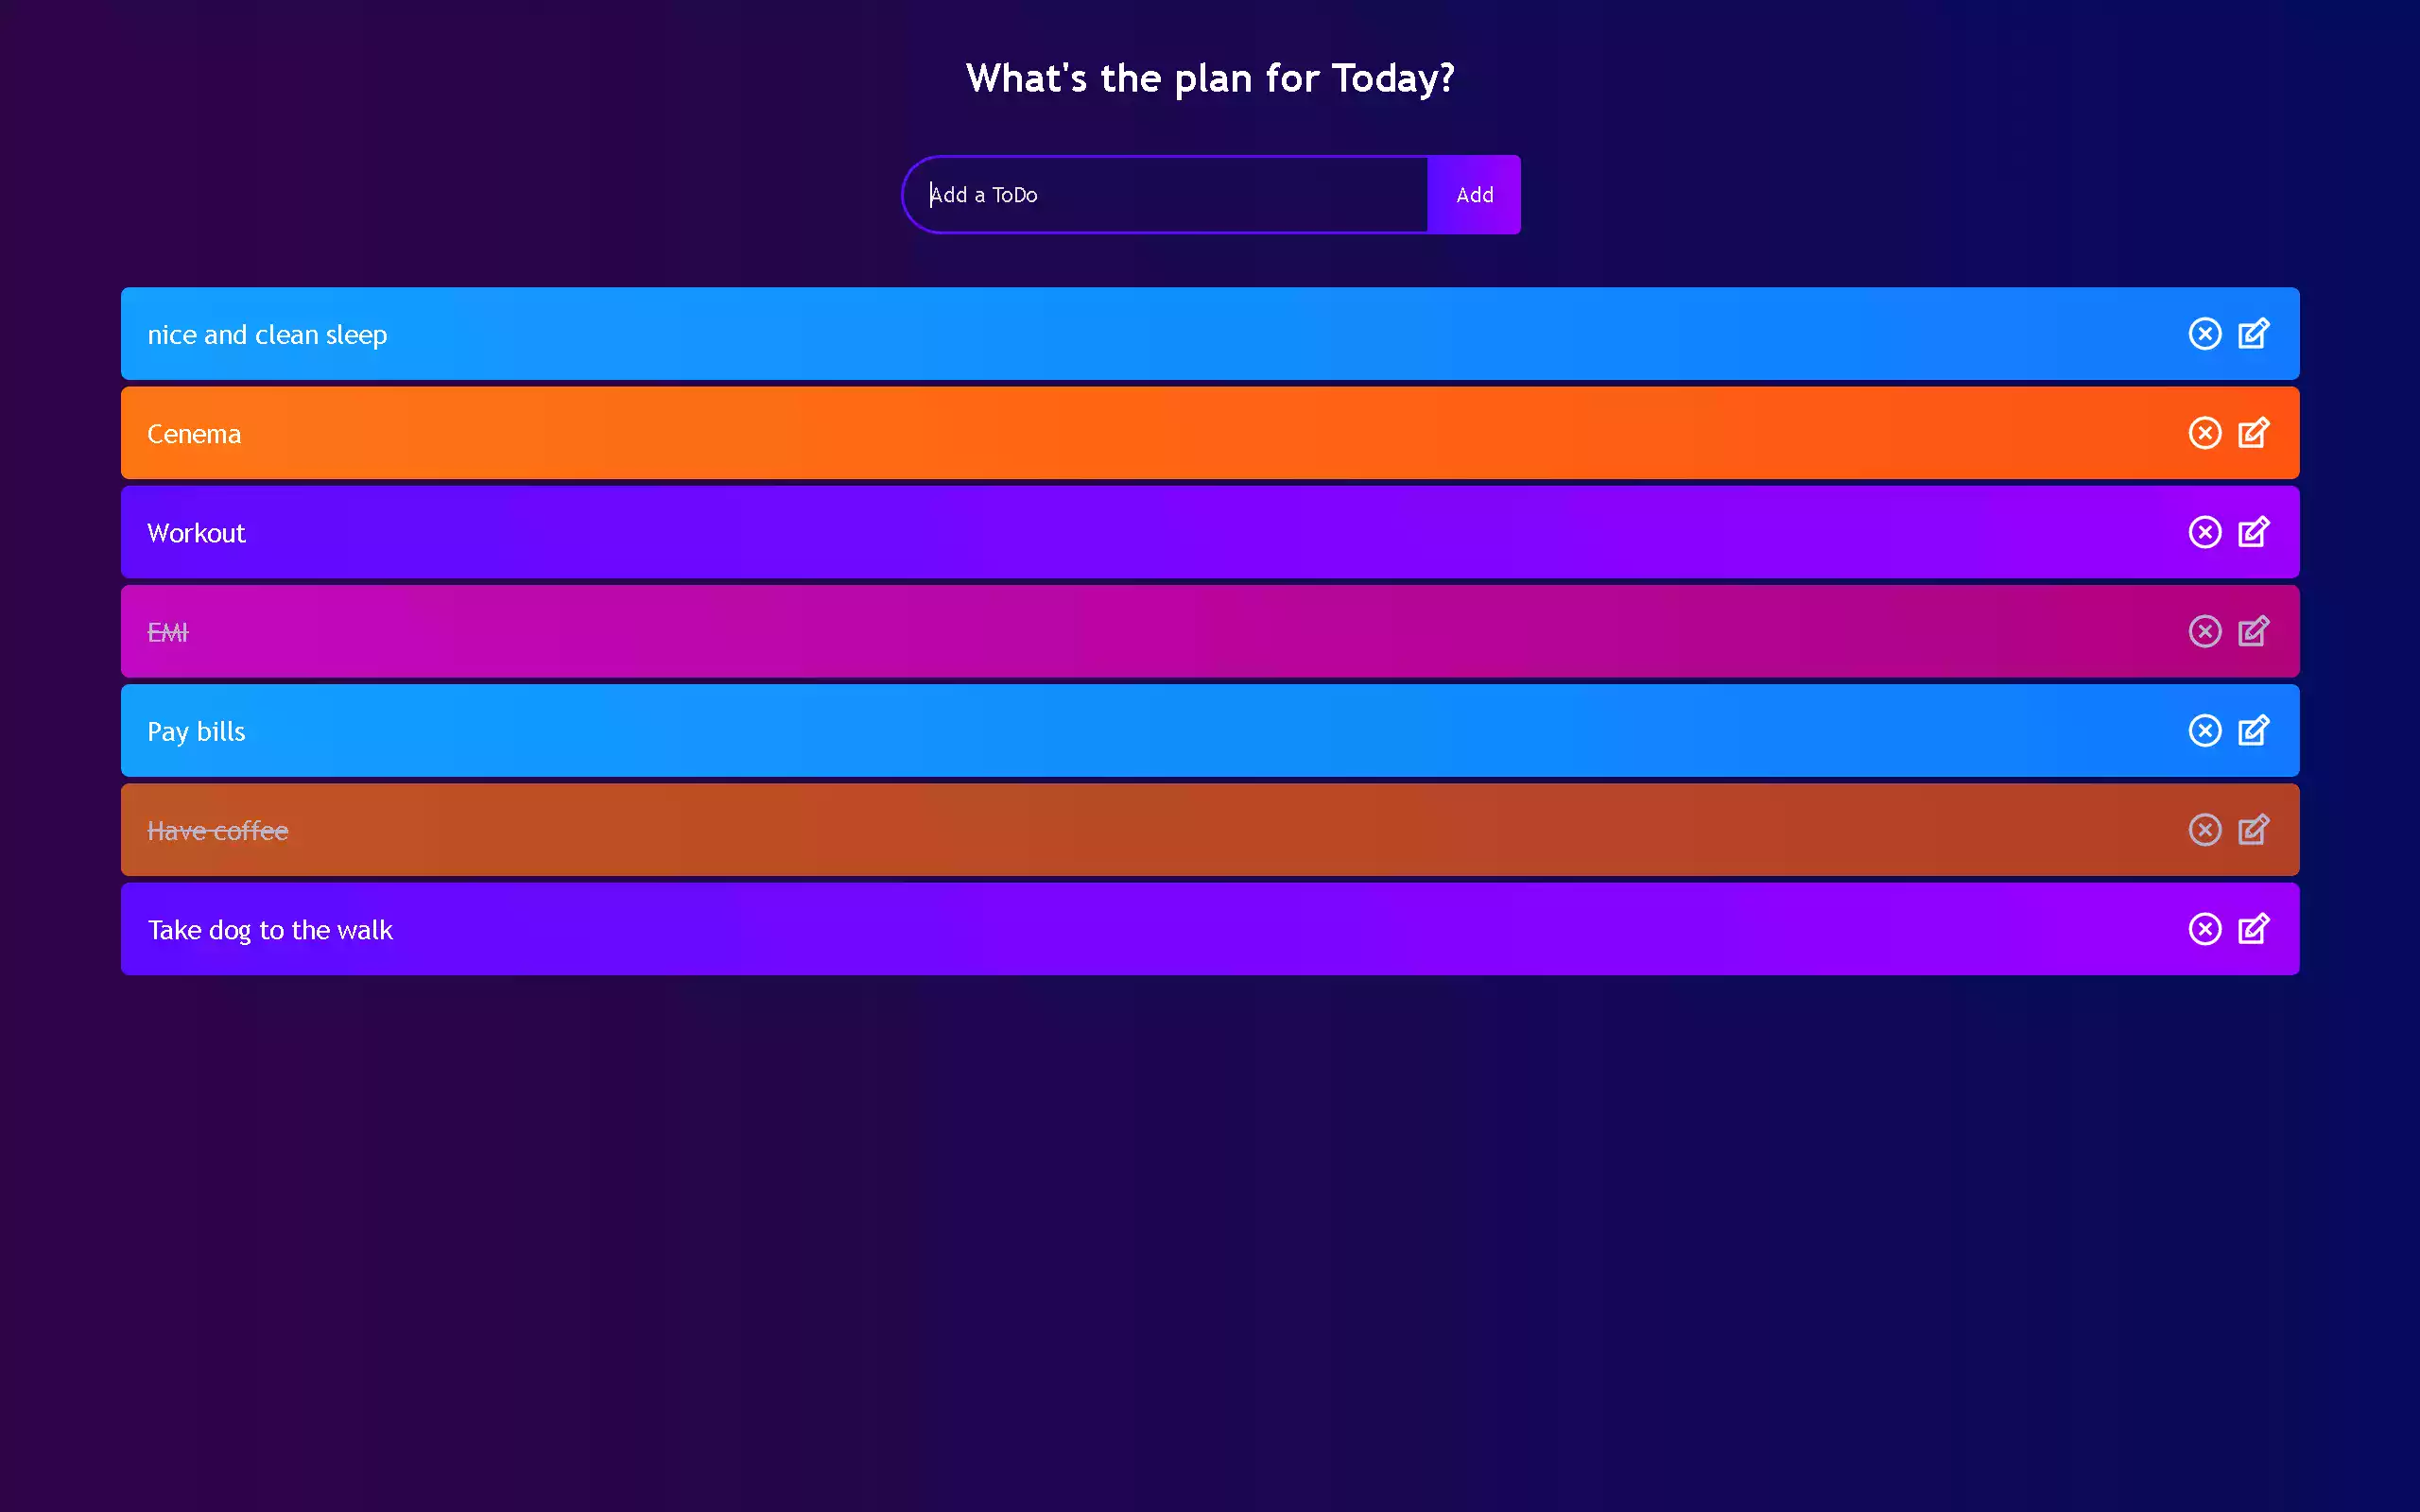 What's the plan for Today?
Add a ToDo
Add
nice and clean sleep
Cenema
Workout
EMI
Pay bills
Have coffee
Take dog to the walk